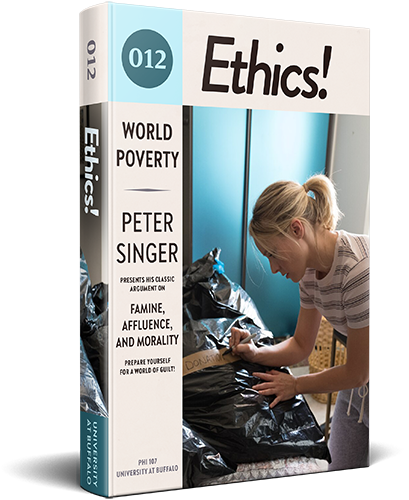 012
Ethics!
UNIVERSITY
AT BUFFALO
012
Ethics!
WORLD
POVERTY
PETER
SINGER
PRESENTS HIS CLASSIC
ARGUMENT ON
FAMINE,
AFFLUENCE,
AND MORALITY
PREPARE YOURSELF
FOR A WORLD OF GUILT!
PHI 107
UNIVERSITY AT BUFFALO